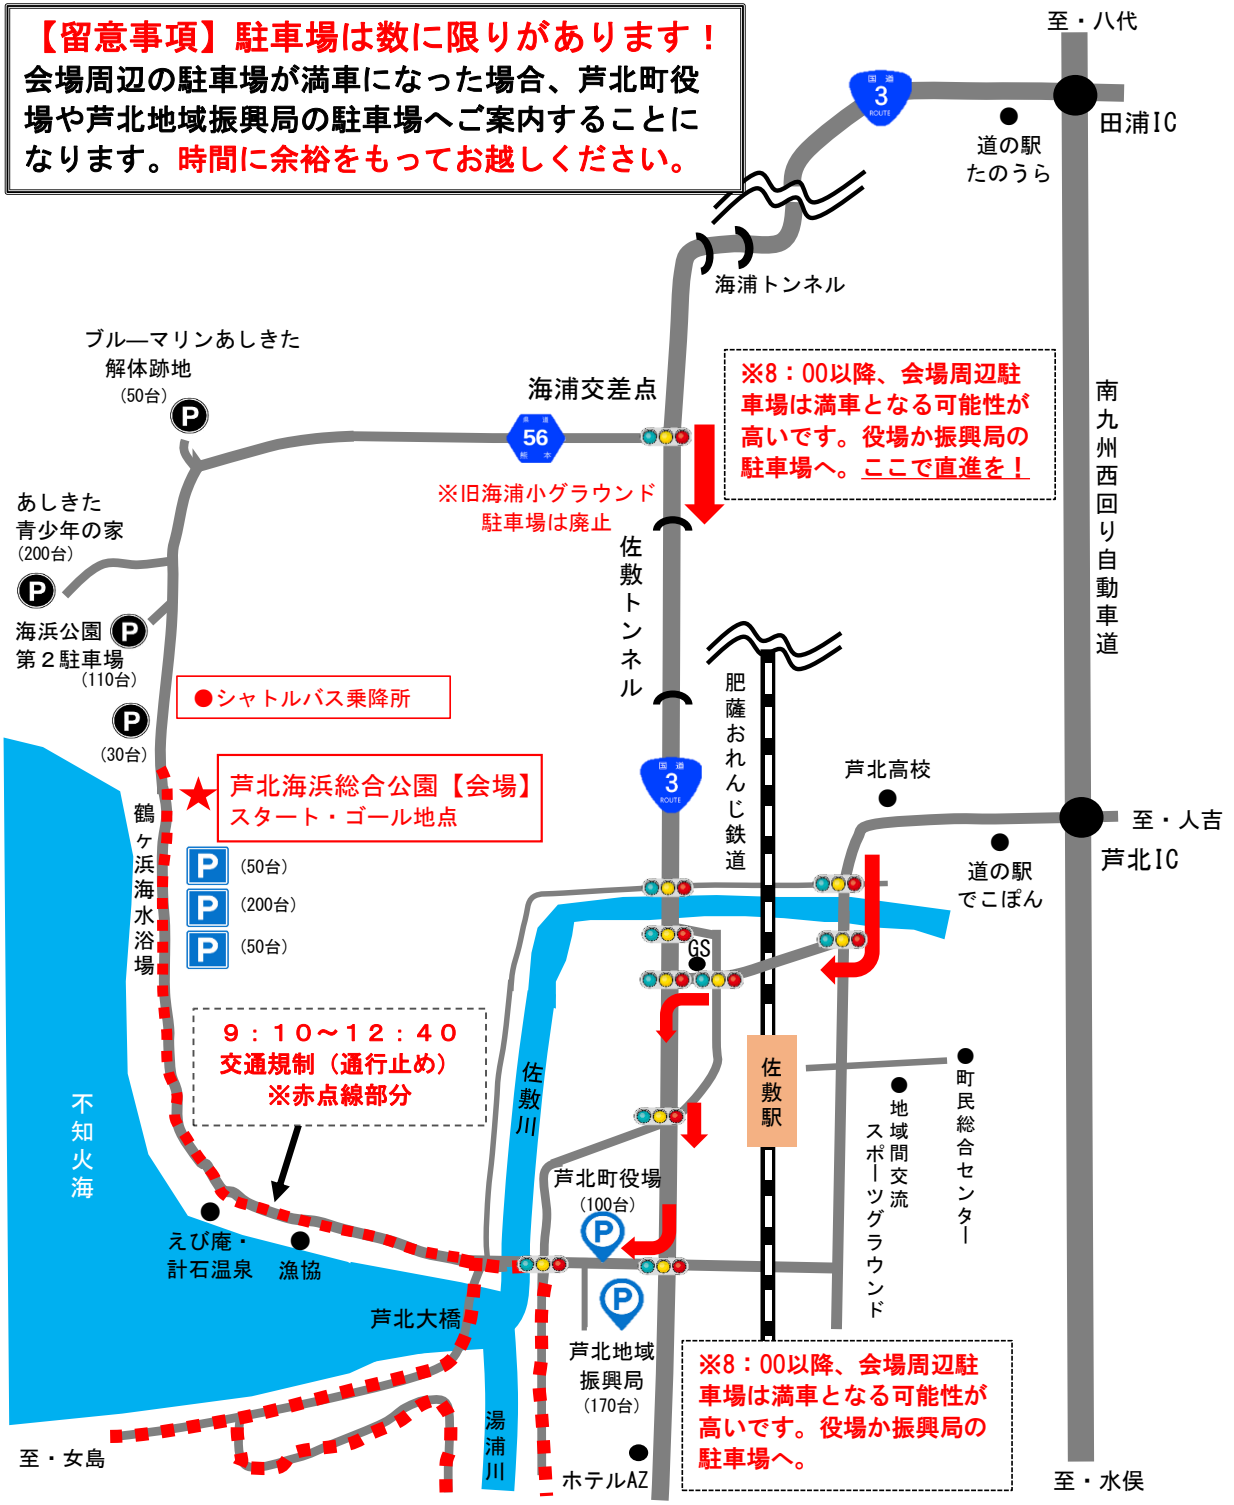 【留意事項】駐車場は数に限りがあります！
会場周辺の駐車場が満車になった場合、芦北町役
場や芦北地域振興局の駐車場へご案内することに
なります。時間に余裕をもってお越しください。
至・八代
国道
3
ROUTE
田浦IC
道の駅
たのうら
海浦トンネル
ブル―マリンあしきた
解体跡地
(50台)
P
海浦交差点
県道
56
熊本
※8：00以降、会場周辺駐
車場は満車となる可能性が
高いです。役場か振興局の
駐車場へ。ここで直進を！
南九州西回り自動車道
※旧海浦小グラウンド
駐車場は廃止
あしきた
青少年の家
(200台)
P
佐敷トンネル
海浜公園
第２駐車場
(110台)
P
●シャトルバス乗降所
P
(30台)
肥薩おれんじ鉄道
芦北海浜総合公園【会場】
スタート・ゴール地点
国道
3
ROUTE
芦北高校
至・人吉
芦北IC
道の駅
でこぽん
鶴ヶ浜海水浴場
P
(50台)
P
(200台)
P
(50台)
GS
９：１０～１２：４０
交通規制（通行止め）
※赤点線部分
佐敷川
佐敷駅
町民総合センター
地域間交流
スポーツグラウンド
不知火海
芦北町役場
(100台)
P
えび庵・
計石温泉
漁協
芦北大橋
P
芦北地域
振興局
(170台)
※8：00以降、会場周辺駐
車場は満車となる可能性が
高いです。役場か振興局の
駐車場へ。
湯浦川
至・女島
ホテルAZ
至・水俣